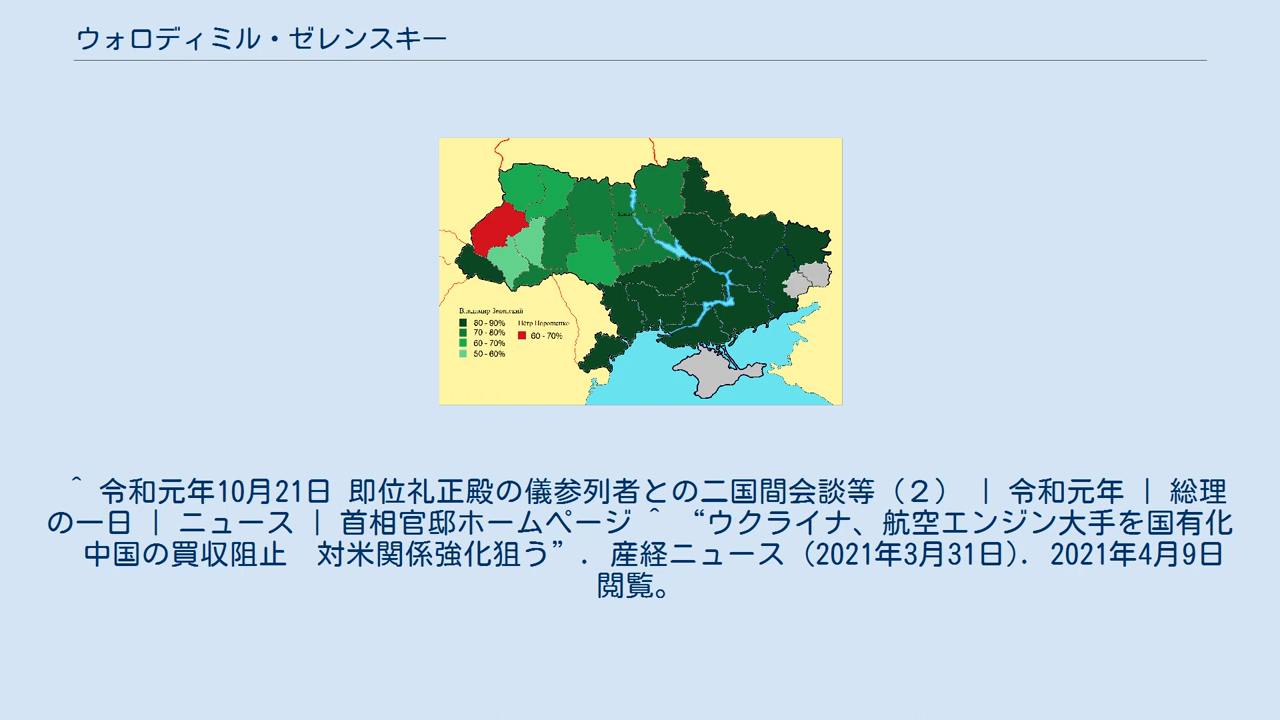 ウォロディミル・ゼレンスキー
80 - 90%
70 - 80%
60 - 70%
50 - 60%
60 - 70%
^ 令和元年10月21日 即位礼正殿の儀参列者との二国間会談等（２） | 令和元年 | 総理
の一日 | ニュース | 首相官邸ホームページ ^ “ウクライナ、航空エンジン大手を国有化
中国の買収阻止　対米関係強化狙う”. 産経ニュース (2021年3月31日). 2021年4月9日
閲覧。